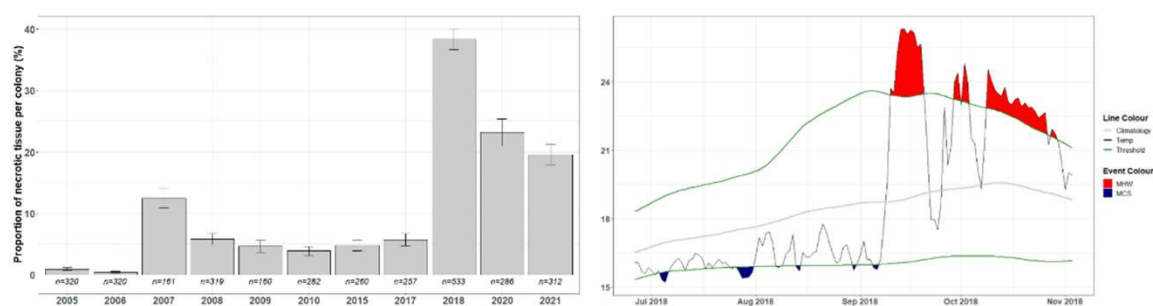 Proportion of necrotic tissue per colony (%)
40
30
20
10
0
n=320 n=320 n=161 n=319 n=160 n=282 n=260 n=257 n=533 n=286 n=312
2005 2006 2007 2008 2009 2010 2015 2017 2018 2020 2021
24
21
18
15
Jul 2018 Aug 2018 Sep 2018 Oct 2018 Nov 2018
Line Colour
Climatology
Temp
Threshold
Event Colour
MHW
MCS